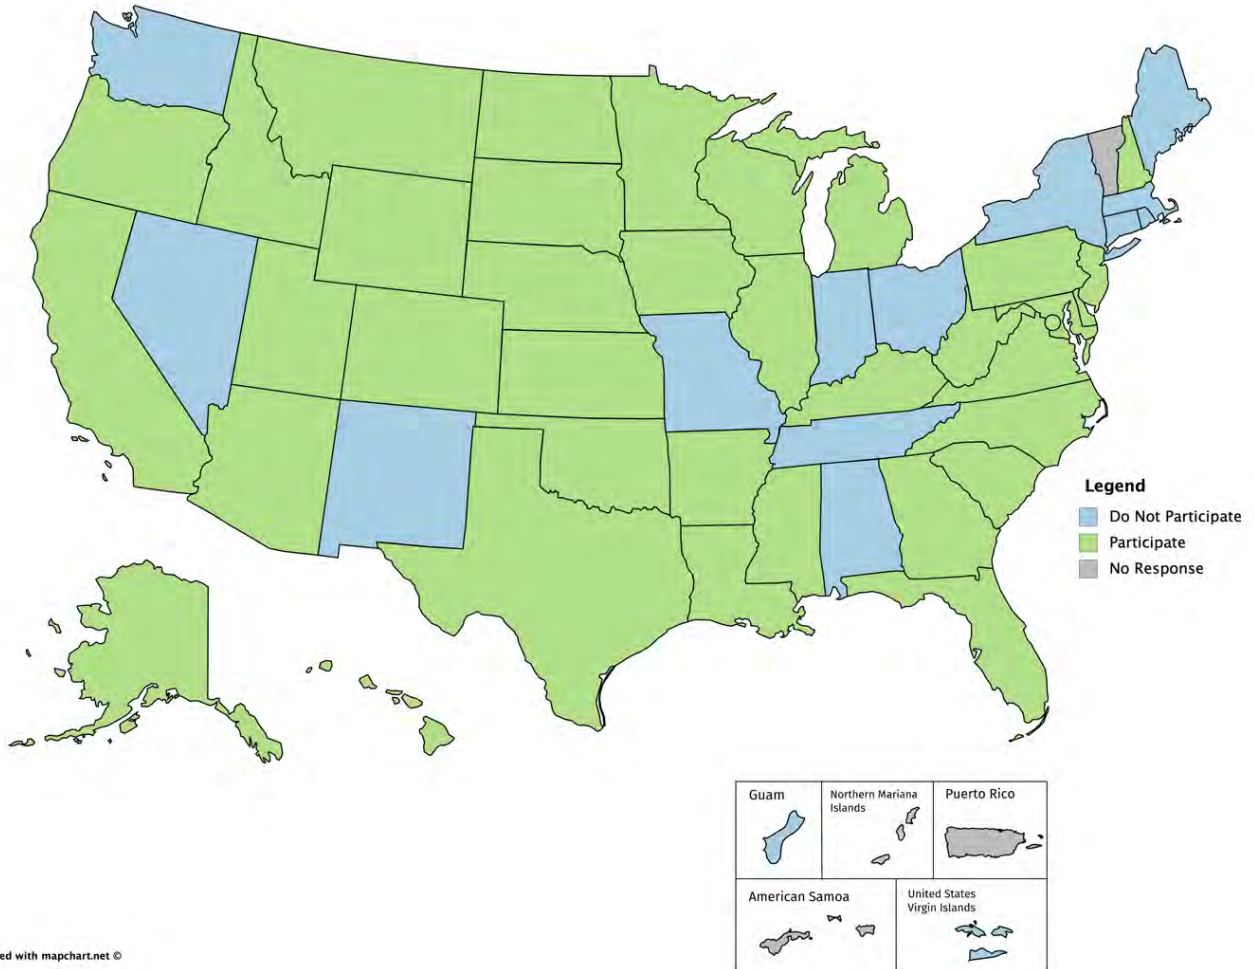 Legend
Do Not Participate
Participate
No Response
Guam
Northern Mariana
Islands
Puerto Rico
American Samoa
United States
Virgin Islands
ed with mapchart.net ©